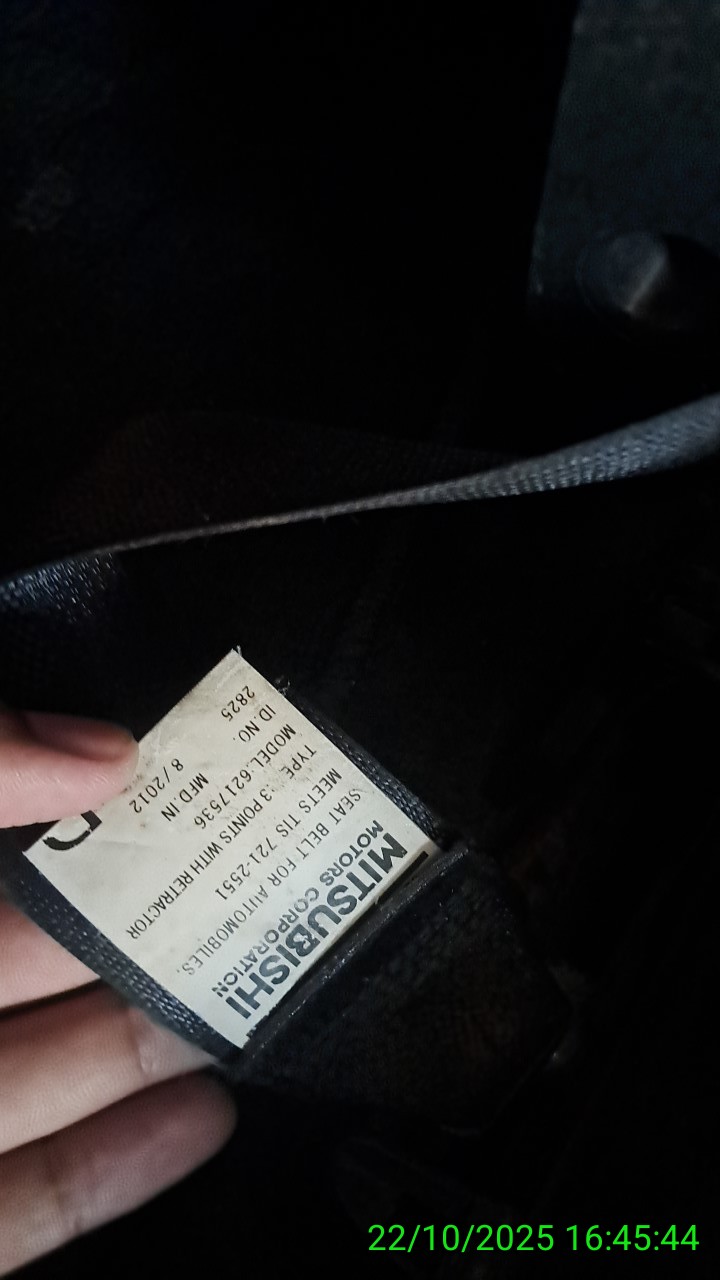 MITSUBISHI
MOTORS CORPORATION
SEAT BELT FOR AUTOMOBILES.
MEETS TIS 721-2551
TYPE :3 POINTS WITH RETRACTOR
MODEL:6217536 MFD.IN
ID.NO. 8/2012
2825
22/10/2025 16:45:44